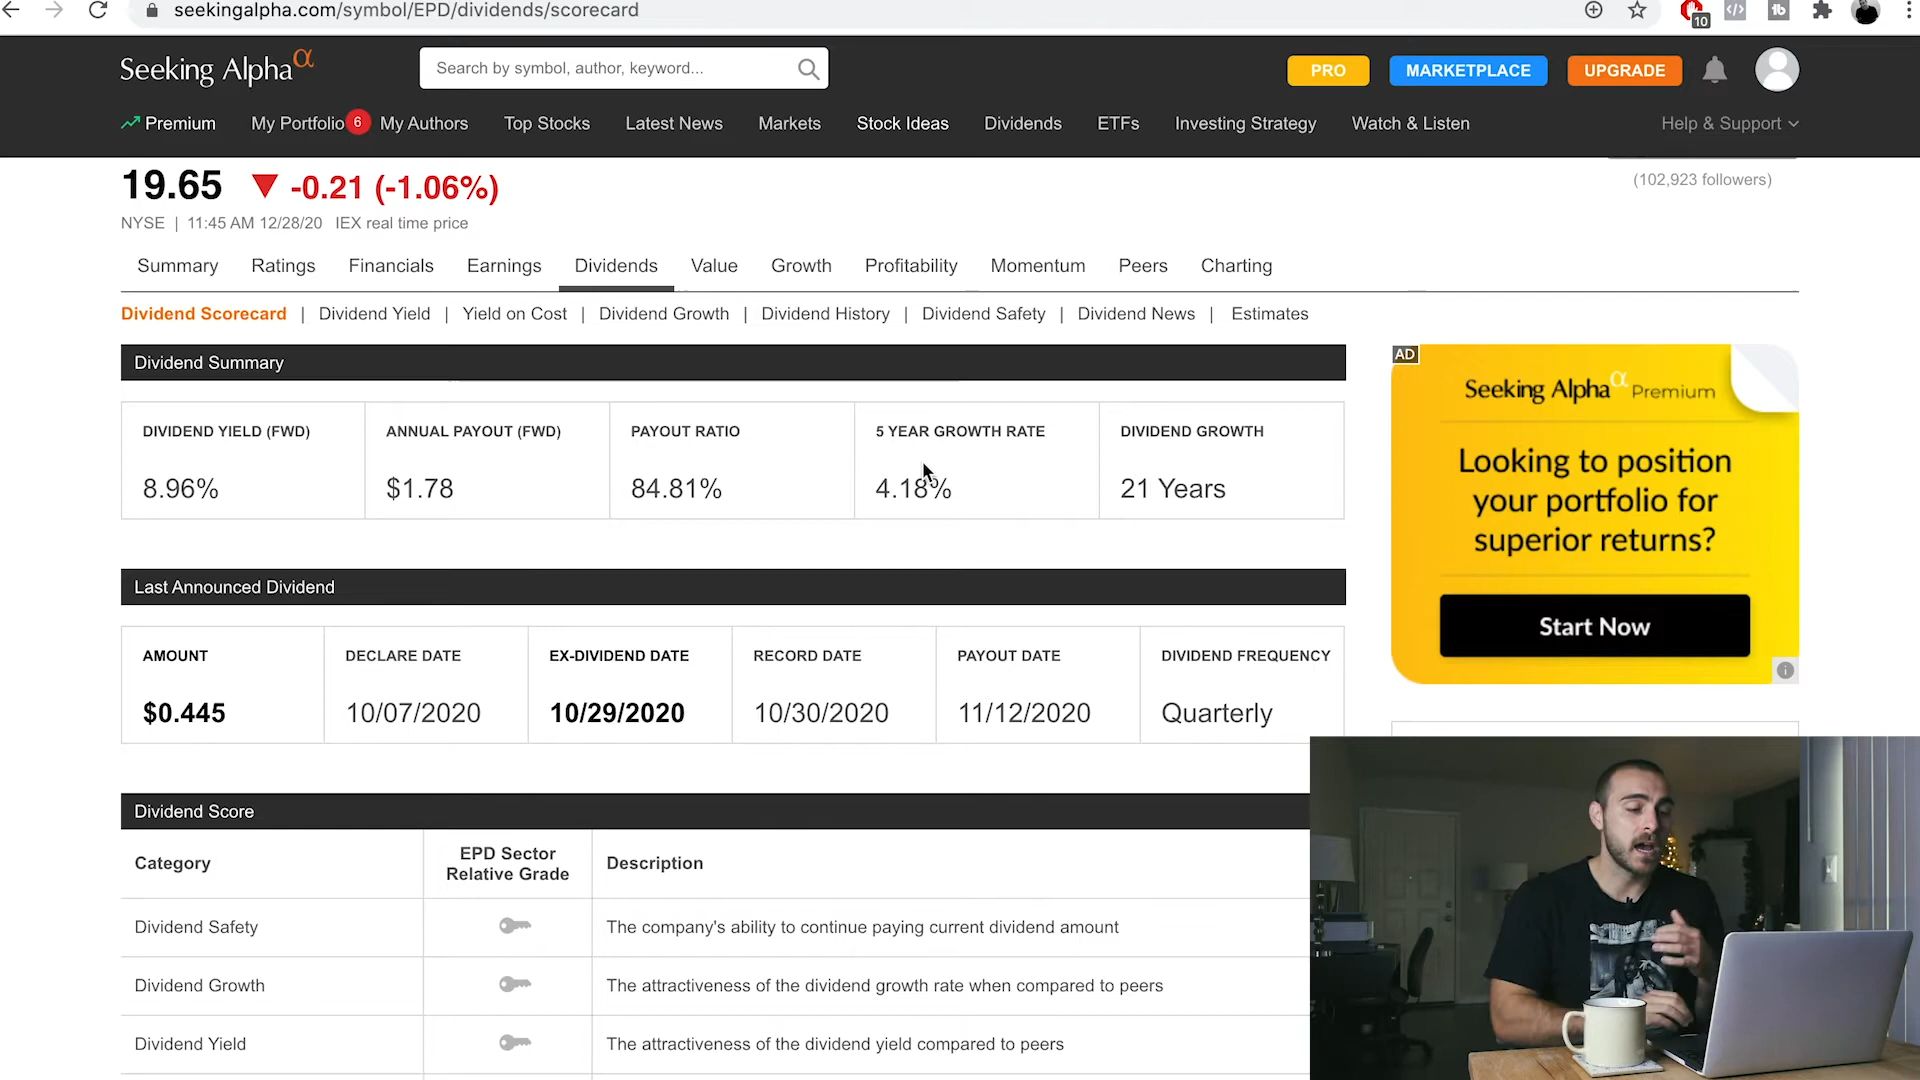 seekingalpha.com/symbol/EPD/dividends/scorecard
10
Seeking Alpha α
Search by symbol, author, keyword...
PRO
MARKETPLACE
UPGRADE
Premium
My Portfolio 6
My Authors
Top Stocks
Latest News
Markets
Stock Ideas
Dividends
ETFs
Investing Strategy
Watch & Listen
Help & Support
19.65 ▼ -0.21 (-1.06%)
(102,923 followers)
NYSE | 11:45 AM 12/28/20 IEX real time price
Summary Ratings Financials Earnings Dividends Value Growth Profitability Momentum Peers Charting
Dividend Scorecard | Dividend Yield | Yield on Cost | Dividend Growth | Dividend History | Dividend Safety | Dividend News | Estimates
Dividend Summary
DIVIDEND YIELD (FWD) ANNUAL PAYOUT (FWD) PAYOUT RATIO 5 YEAR GROWTH RATE DIVIDEND GROWTH
8.96% $1.78 84.81% 4.18% 21 Years
Last Announced Dividend
AMOUNT DECLARE DATE EX-DIVIDEND DATE RECORD DATE PAYOUT DATE DIVIDEND FREQUENCY
$0.445 10/07/2020 10/29/2020 10/30/2020 11/12/2020 Quarterly
Dividend Score
Category
EPD Sector
Relative Grade
Description
Dividend Safety
The company's ability to continue paying current dividend amount
Dividend Growth
The attractiveness of the dividend growth rate when compared to peers
Dividend Yield
The attractiveness of the dividend yield compared to peers
AD
Seeking Alpha α Premium
Looking to position
your portfolio for
superior returns?
Start Now